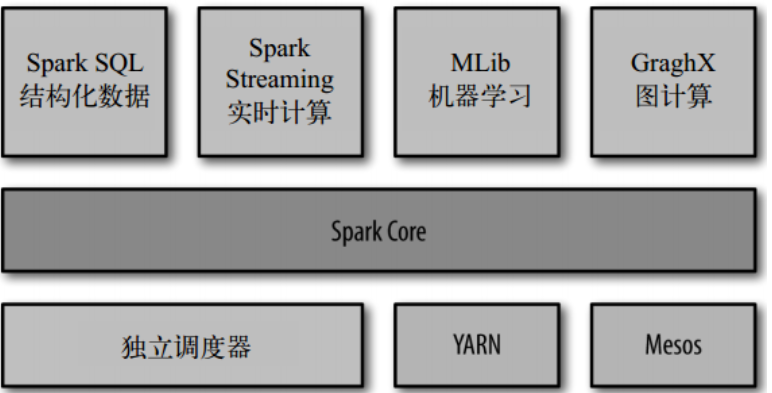 Spark SQL
结构化数据
Spark
Streaming
实时计算
MLib
机器学习
GraghX
图计算
Spark Core
独立调度器
YARN
Mesos